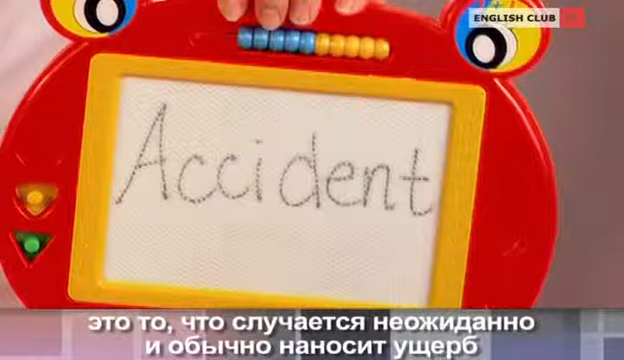 ENGLISH CLUB
Accident
это то, что случается неожиданно
и обычно наносит ущерб